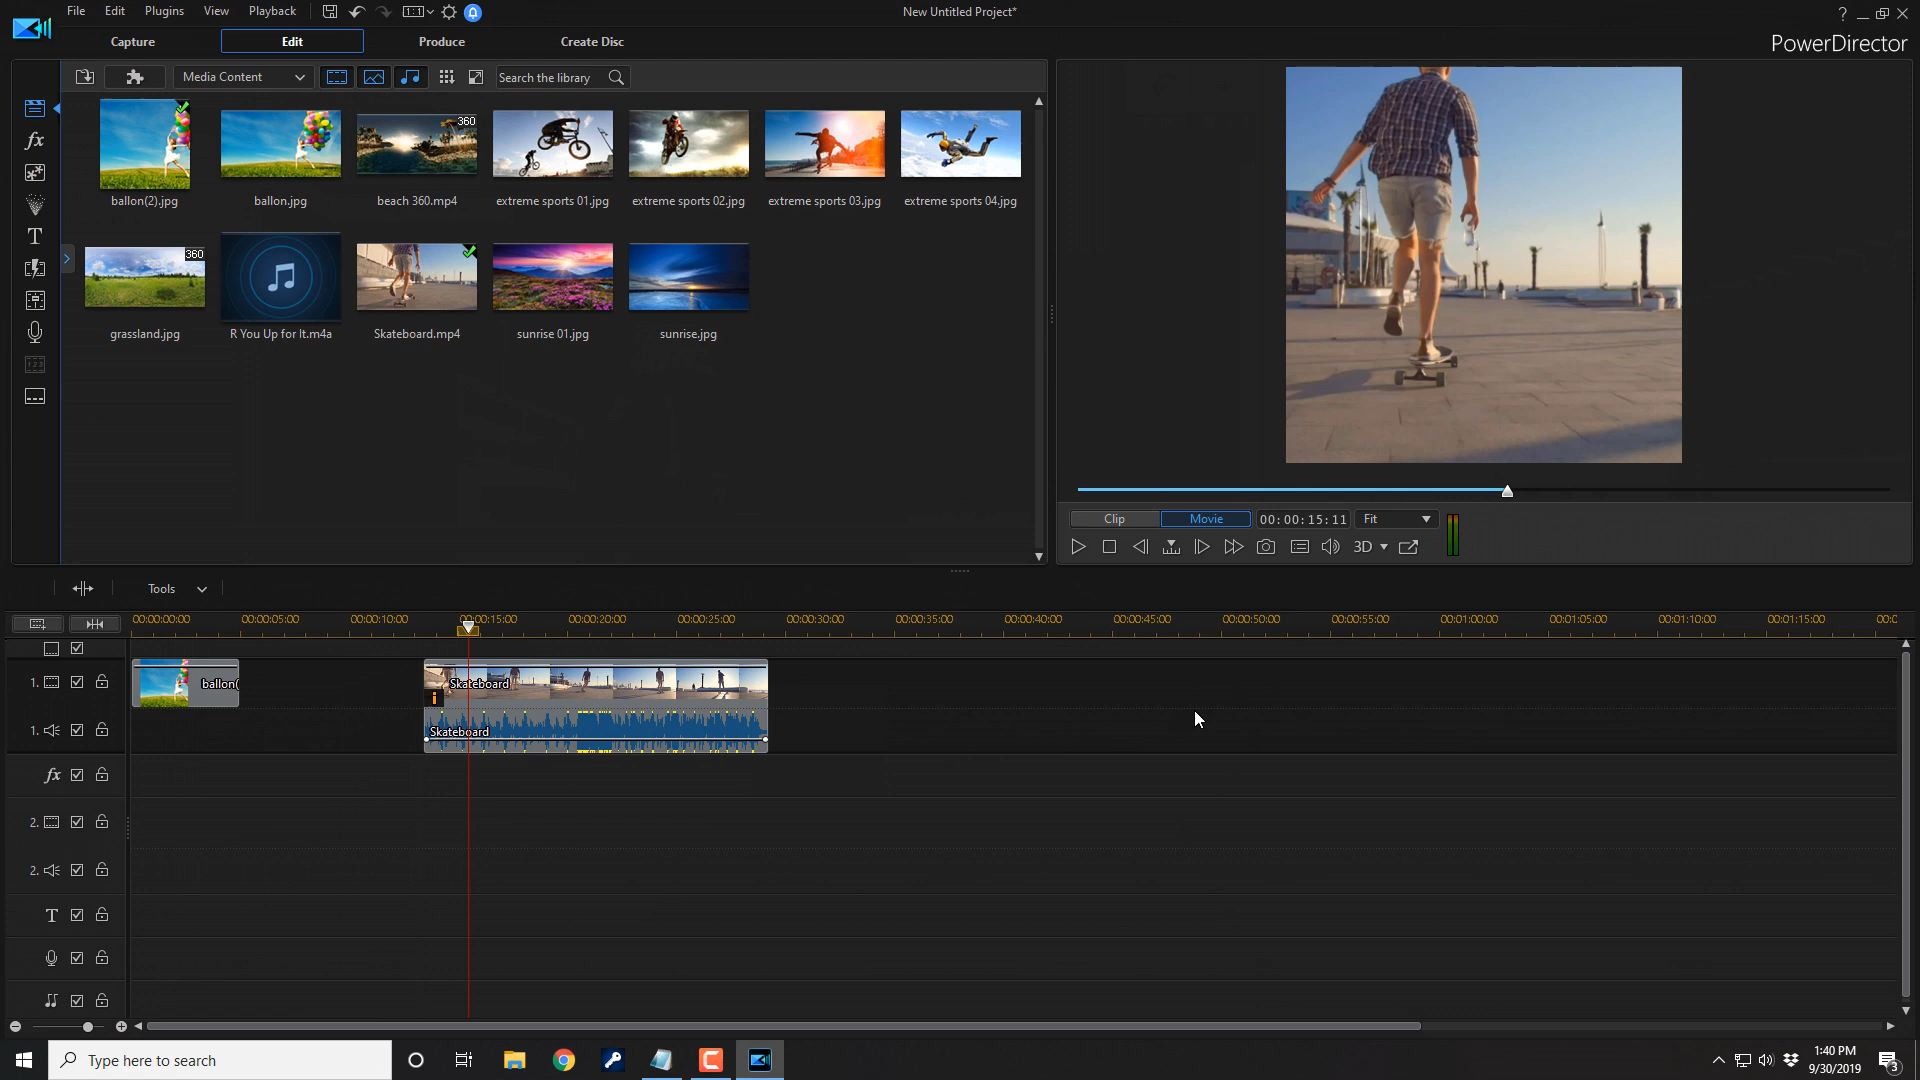 File Edit Plugins View Playback 1:1 New Untitled Project* ?
Capture Edit Produce Create Disc PowerDirector
Media Content Search the library
360
ballon(2).jpg ballon.jpg beach 360.mp4 extreme sports 01.jpg extreme sports 02.jpg extreme sports 03.jpg extreme sports 04.jpg
fx
T
360
grassland.jpg R You Up for It.m4a Skateboard.mp4 sunrise 01.jpg sunrise.jpg
Clip Movie 00:00:15:11 Fit
3D
Tools
00:00:00:00 00:00:05:00 00:00:10:00 00:00:15:00 00:00:20:00 00:00:25:00 00:00:30:00 00:00:35:00 00:00:40:00 00:00:45:00 00:00:50:00 00:00:55:00 00:01:00:00 00:01:05:00 00:01:10:00 00:01:15:00 00:0
1. ballon( Skateboard
i
1. Skateboard
fx
2.
2.
T
Type here to search
1:40 PM
9/30/2019
3